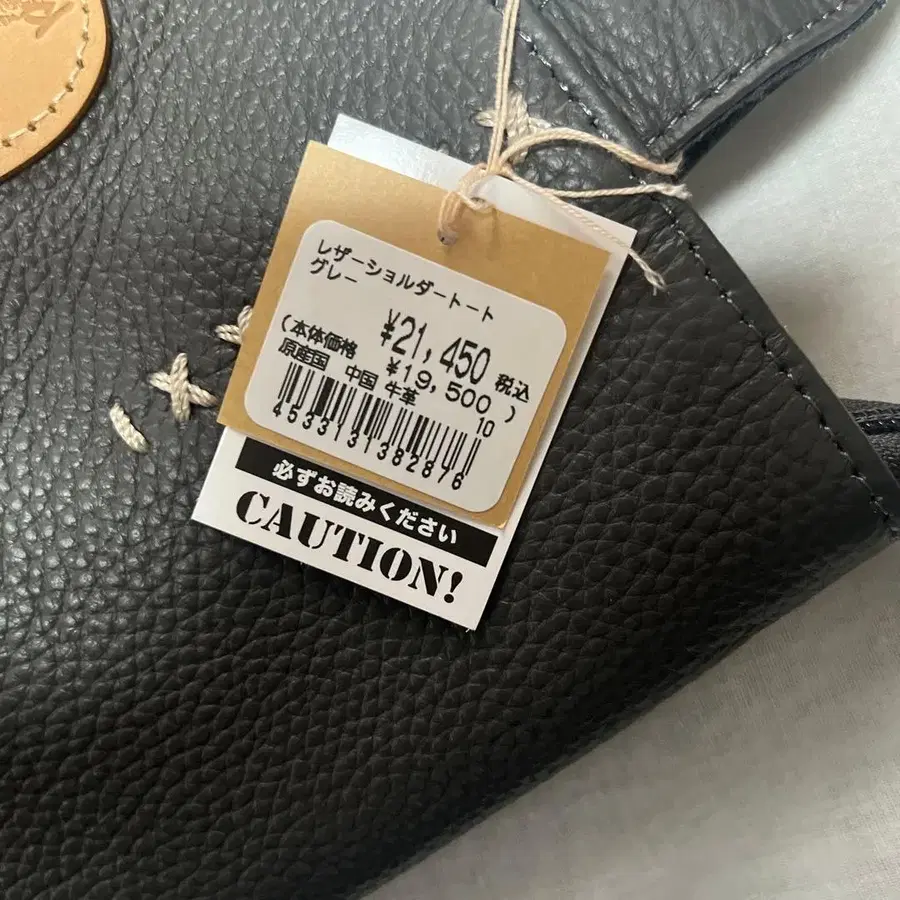 レザーショルダートート
グレー
¥21,450 税込
(本体価格 ¥19,500)
原産国 中国 牛革 10
4533131382876
必ずお読みください
CAUTION!